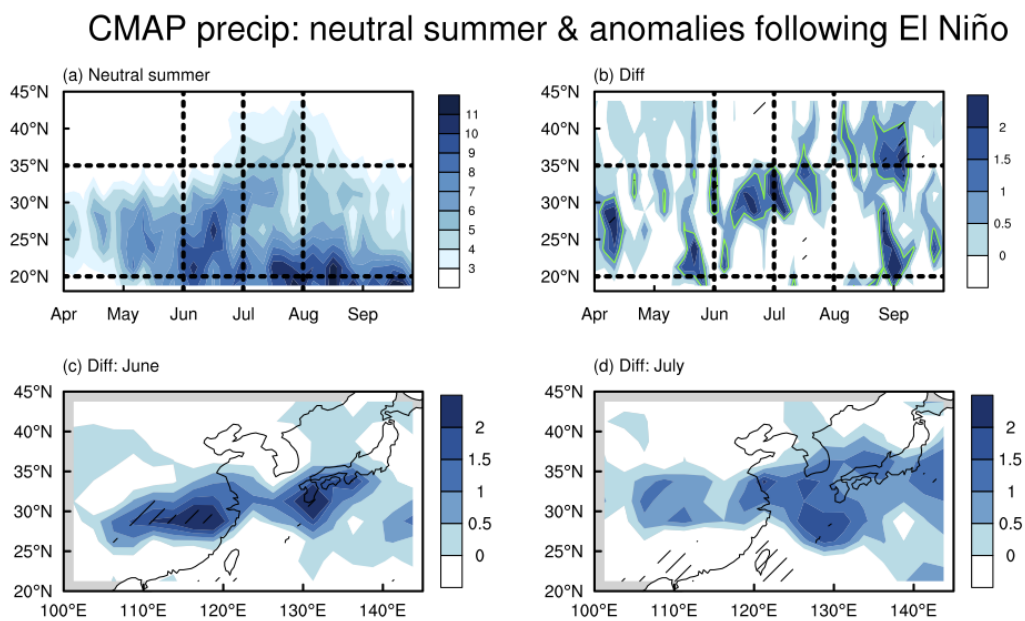 CMAP precip: neutral summer & anomalies following El Niño
(a) Neutral summer
45°N
40°N
35°N
30°N
25°N
20°N
Apr May Jun Jul Aug Sep
11
10
9
8
7
6
5
4
3
(b) Diff
45°N
40°N
35°N
30°N
25°N
20°N
Apr May Jun Jul Aug Sep
2
1.5
1
0.5
0
(c) Diff: June
45°N
40°N
35°N
30°N
25°N
20°N
100°E 110°E 120°E 130°E 140°E
2
1.5
1
0.5
0
(d) Diff: July
45°N
40°N
35°N
30°N
25°N
20°N
100°E 110°E 120°E 130°E 140°E
2
1.5
1
0.5
0